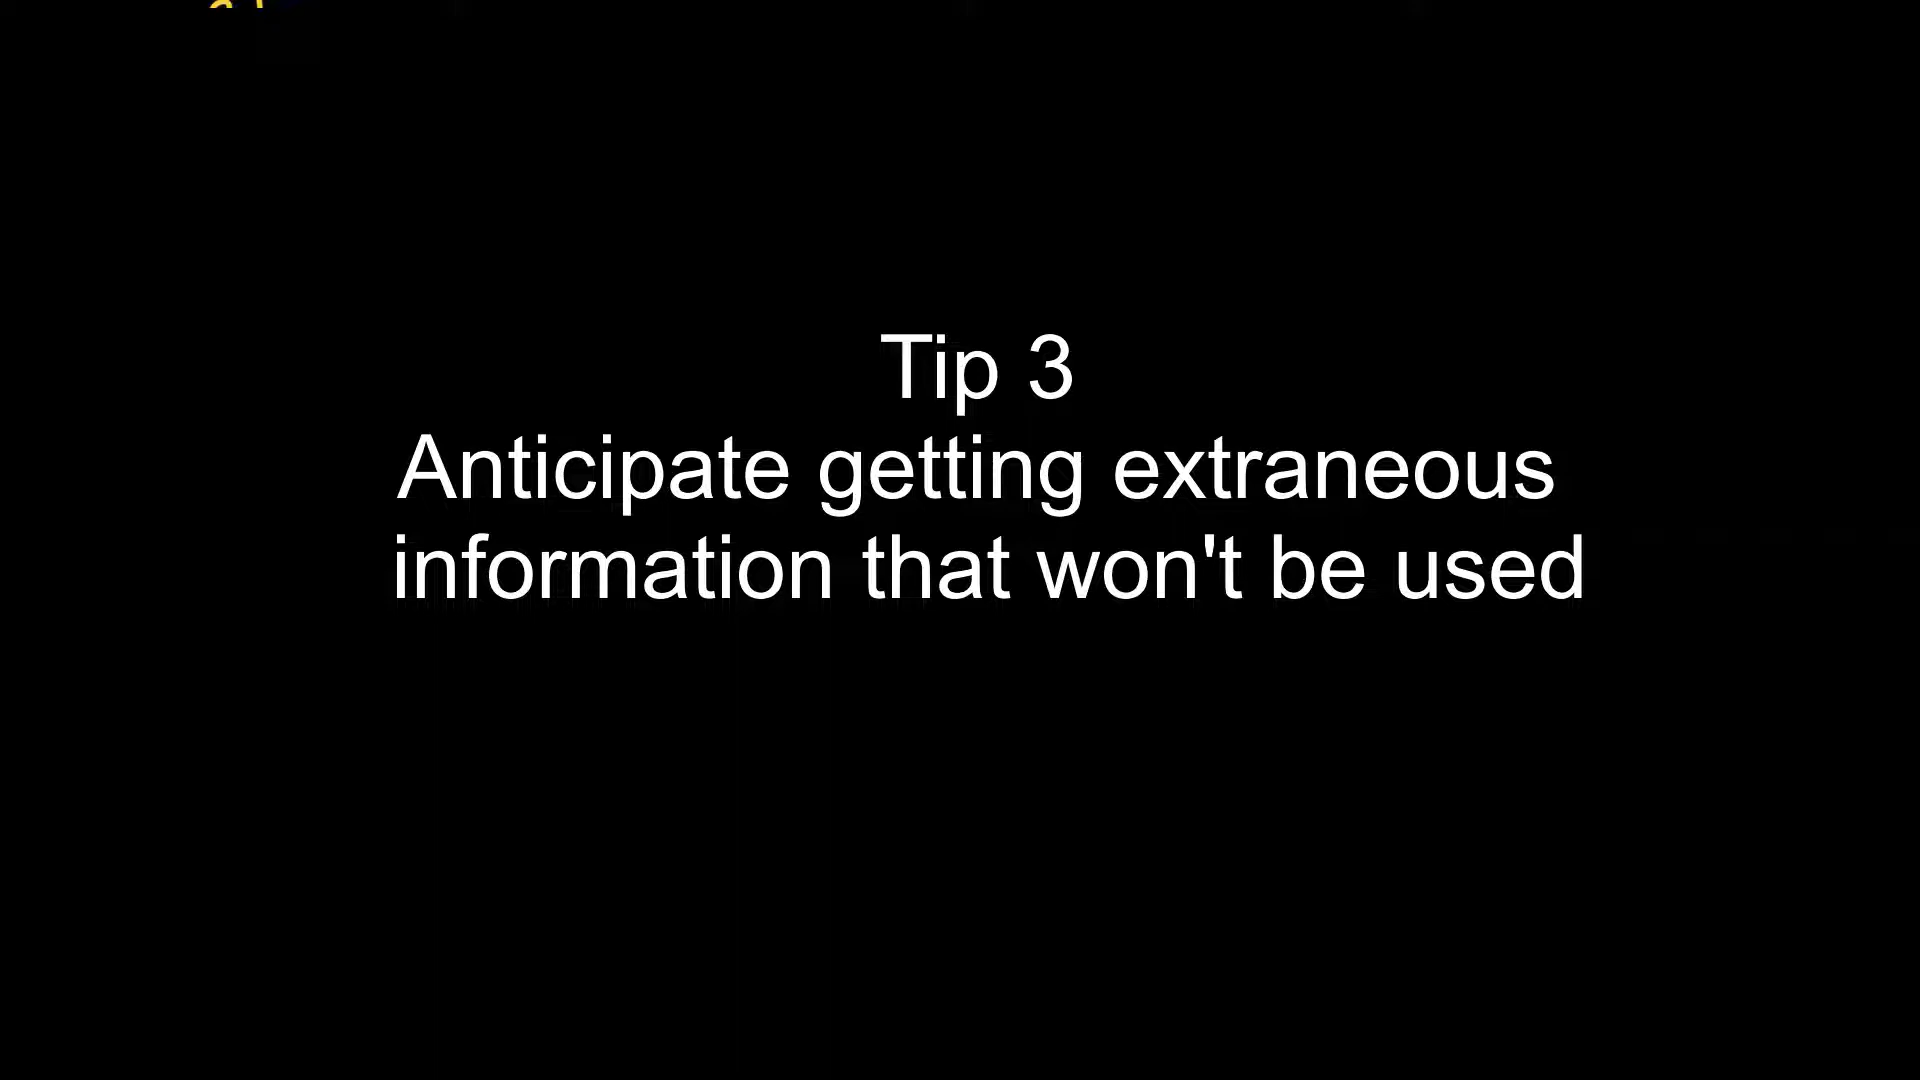 Tip 3
Anticipate getting extraneous
information that won't be used